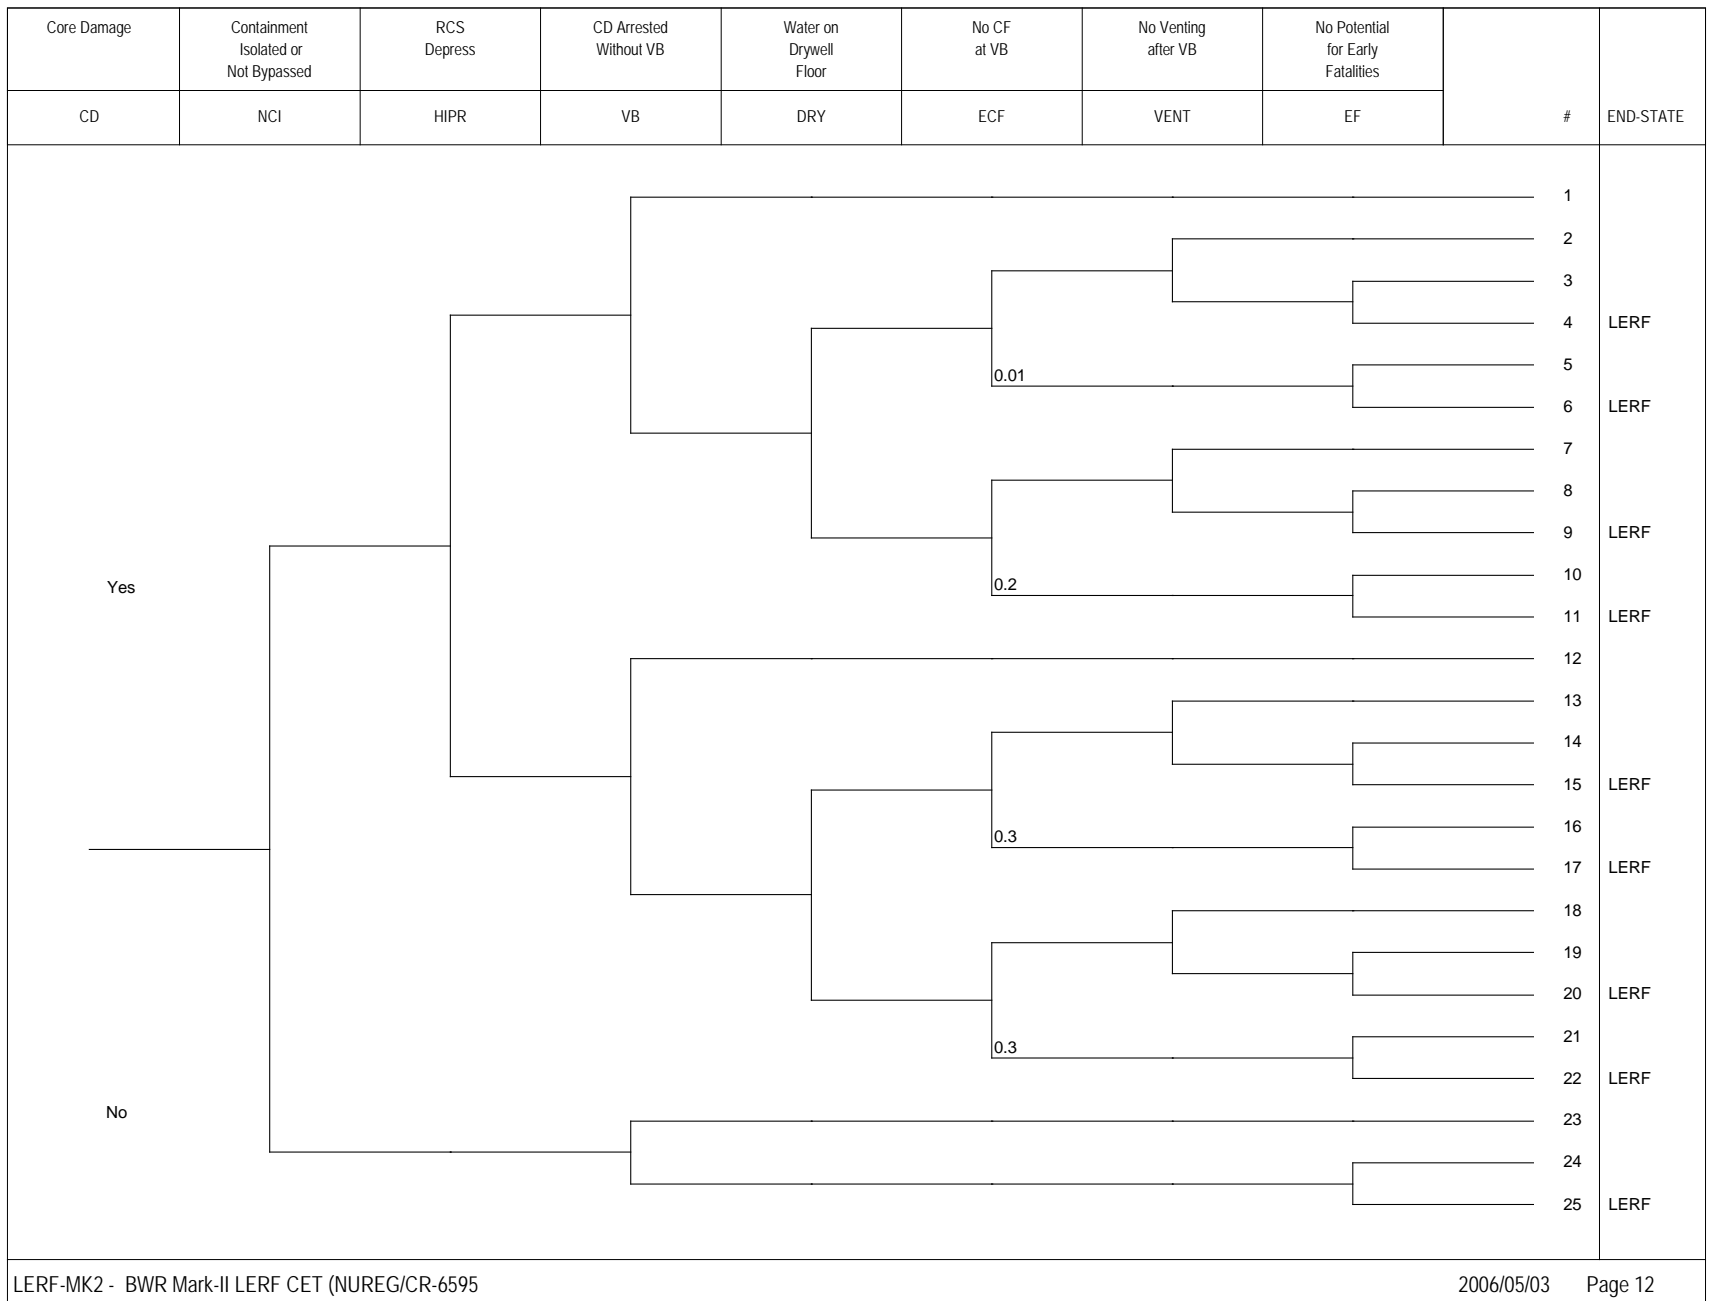 Core Damage
Containment
Isolated or
Not Bypassed
RCS
Depress
CD Arrested
Without VB
Water on
Drywell
Floor
No CF
at VB
No Venting
after VB
No Potential
for Early
Fatalities
CD
NCI
HIPR
VB
DRY
ECF
VENT
EF
#
END-STATE
1
2
3
4 LERF
0.01
5
6 LERF
7
8
9 LERF
Yes
0.2
10
11 LERF
12
13
14
15 LERF
0.3
16
17 LERF
18
19
20 LERF
0.3
21
22 LERF
No
23
24
25 LERF
LERF-MK2 - BWR Mark-II LERF CET (NUREG/CR-6595
2006/05/03 Page 12